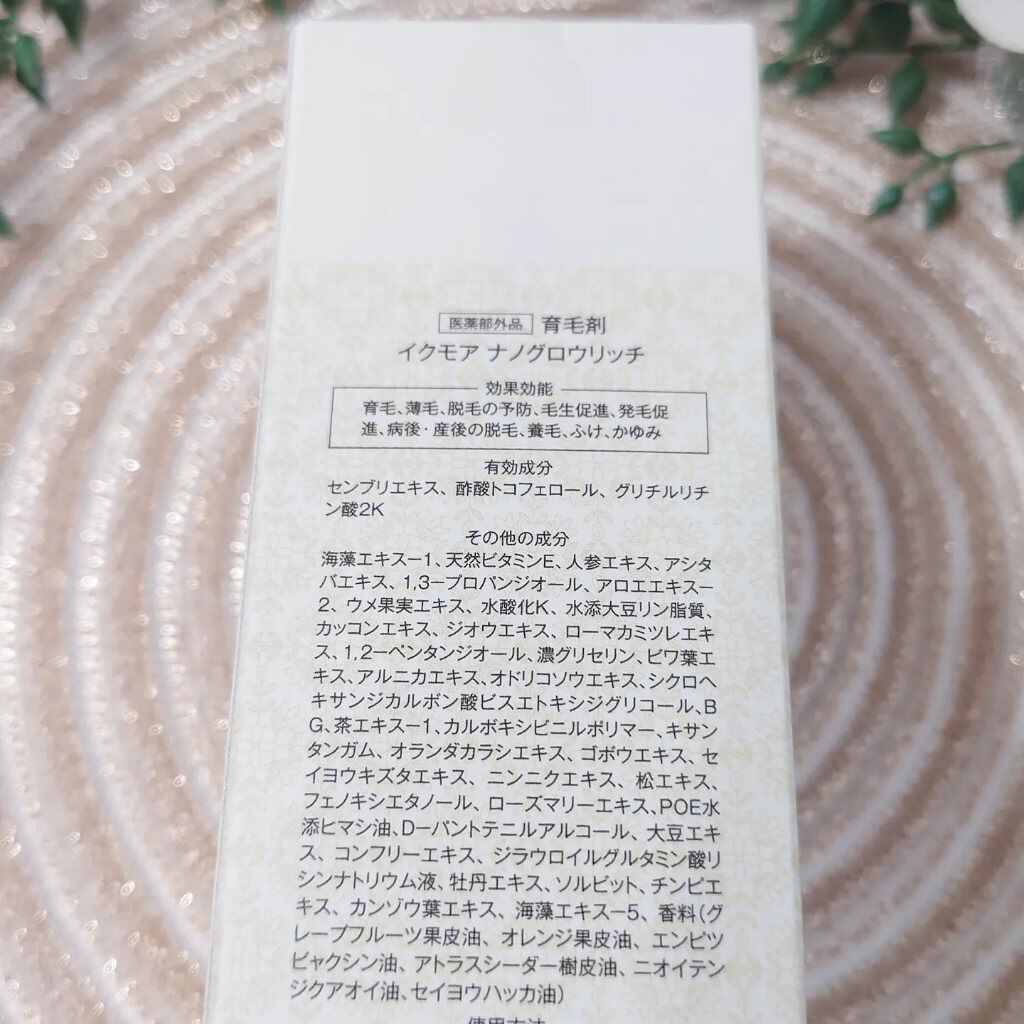 医薬部外品 育毛剤
イクモア ナノグロウリッチ
効果効能
育毛、薄毛、脱毛の予防、毛生促進、発毛促
進、病後・産後の脱毛、養毛、ふけ、かゆみ
有効成分
センブリエキス、酢酸トコフェロール、グリチルリチ
ン酸2K
その他の成分
海藻エキスー1、天然ビタミンE、人参エキス、アシタ
バエキス、1,3ープロパンジオール、アロエエキスー
2、ウメ果実エキス、水酸化K、水添大豆リン脂質、
カッコンエキス、ジオウエキス、ローマカミツレエキ
ス、1,2ーペンタンジオール、濃グリセリン、ビワ葉エ
キス、アルニカエキス、オドリコソウエキス、シクロヘ
キサンジカルボン酸ビスエトキシジグリコール、B
G、茶エキスー1、カルボキシビニルポリマー、キサン
タンガム、オランダカラシエキス、ゴボウエキス、セ
イヨウキズタエキス、ニンニクエキス、松エキス、
フェノキシエタノール、ローズマリーエキス、POE水
添ヒマシ油、Dーパントテニルアルコール、大豆エキ
ス、コンフリーエキス、ジラウロイルグルタミン酸リ
シンナトリウム液、牡丹エキス、ソルビット、チンピエ
キス、カンゾウ葉エキス、海藻エキスー5、香料(グ
レープフルーツ果皮油、オレンジ果皮油、エンピツ
ビャクシン油、アトラスシーダー樹皮油、ニオイテン
ジクアオイ油、セイヨウハッカ油)
使用方法